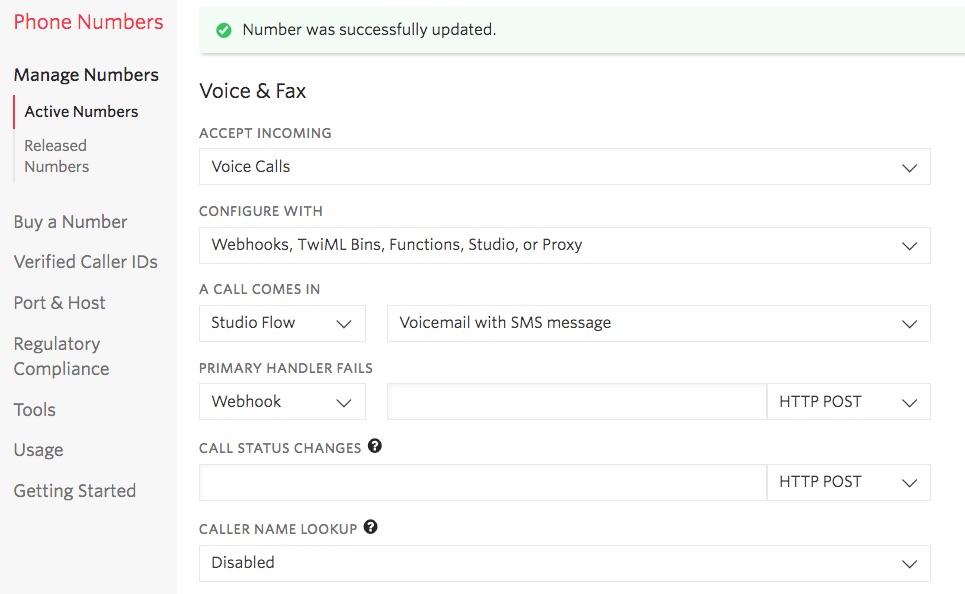 Phone Numbers
Manage Numbers
Active Numbers
Released
Numbers
Buy a Number
Verified Caller IDs
Port & Host
Regulatory
Compliance
Tools
Usage
Getting Started
Number was successfully updated.
Voice & Fax
ACCEPT INCOMING
Voice Calls
CONFIGURE WITH
Webhooks, TwiML Bins, Functions, Studio, or Proxy
A CALL COMES IN
Studio Flow Voicemail with SMS message
PRIMARY HANDLER FAILS
Webhook HTTP POST
CALL STATUS CHANGES ?
HTTP POST
CALLER NAME LOOKUP ?
Disabled